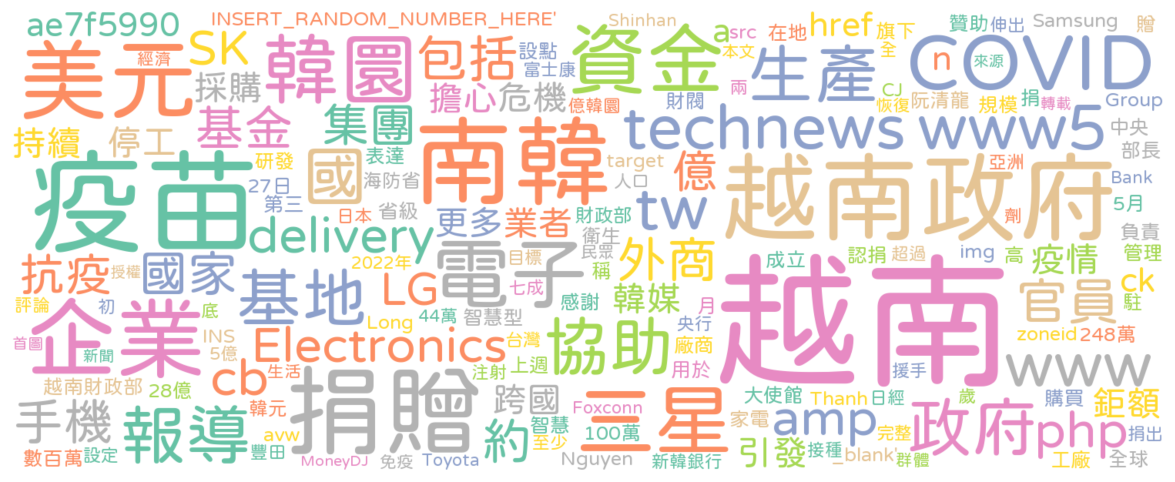 ae7f5990
INSERT_RANDOM_NUMBER_HERE'
Shinhan
href
旗下
贊助
伸出
Samsung
贈
美元
經濟
SK
韓圜
包括
設點
富士康
資金
a
src
本文
在地
全
n
COVID
來源
採購
擔心
危機
億韓圜
財閥
兩
生產
CJ
恢復
阮清龍
規模
捐
轉載
Group
持續
停工
基金
集團
南韓
technews
www5
中央
部長
疫苗
研發
國
表達
海防省
target
人口
億
越南政府
亞洲
Bank
27日
第三
日本
省級
更多
業者
財政部
tw
劑
5月
delivery
衛生
民眾
負責
抗疫
授權
國家
2022年
電子
目標
稱
外商
成立
認捐
超過
img
高
疫情
管理
評論
初
底
基地
LG
七成
感謝
韓媒
月
越南
官員
ck
駐
企業
INS
5億
Long
44萬
智慧型
央行
zoneid
248萬
首圖
新聞
Electronics
台灣
協助
廠商
www
越南財政部
28億
cb
生活
捐贈
注射
上週
用於
援手
手機
報導
韓元
跨國
Foxconn
三星
大使館
Thanh
日經
歲
購買
鉅額
avw
約
智慧
至少
100萬
家電
amp
政府
php
捐出
數百萬
設定
豐田
MoneyDJ
免疫
Toyota
Nguyen
新韓銀行
引發
接種
完整
_blank'
群體
工廠
全球